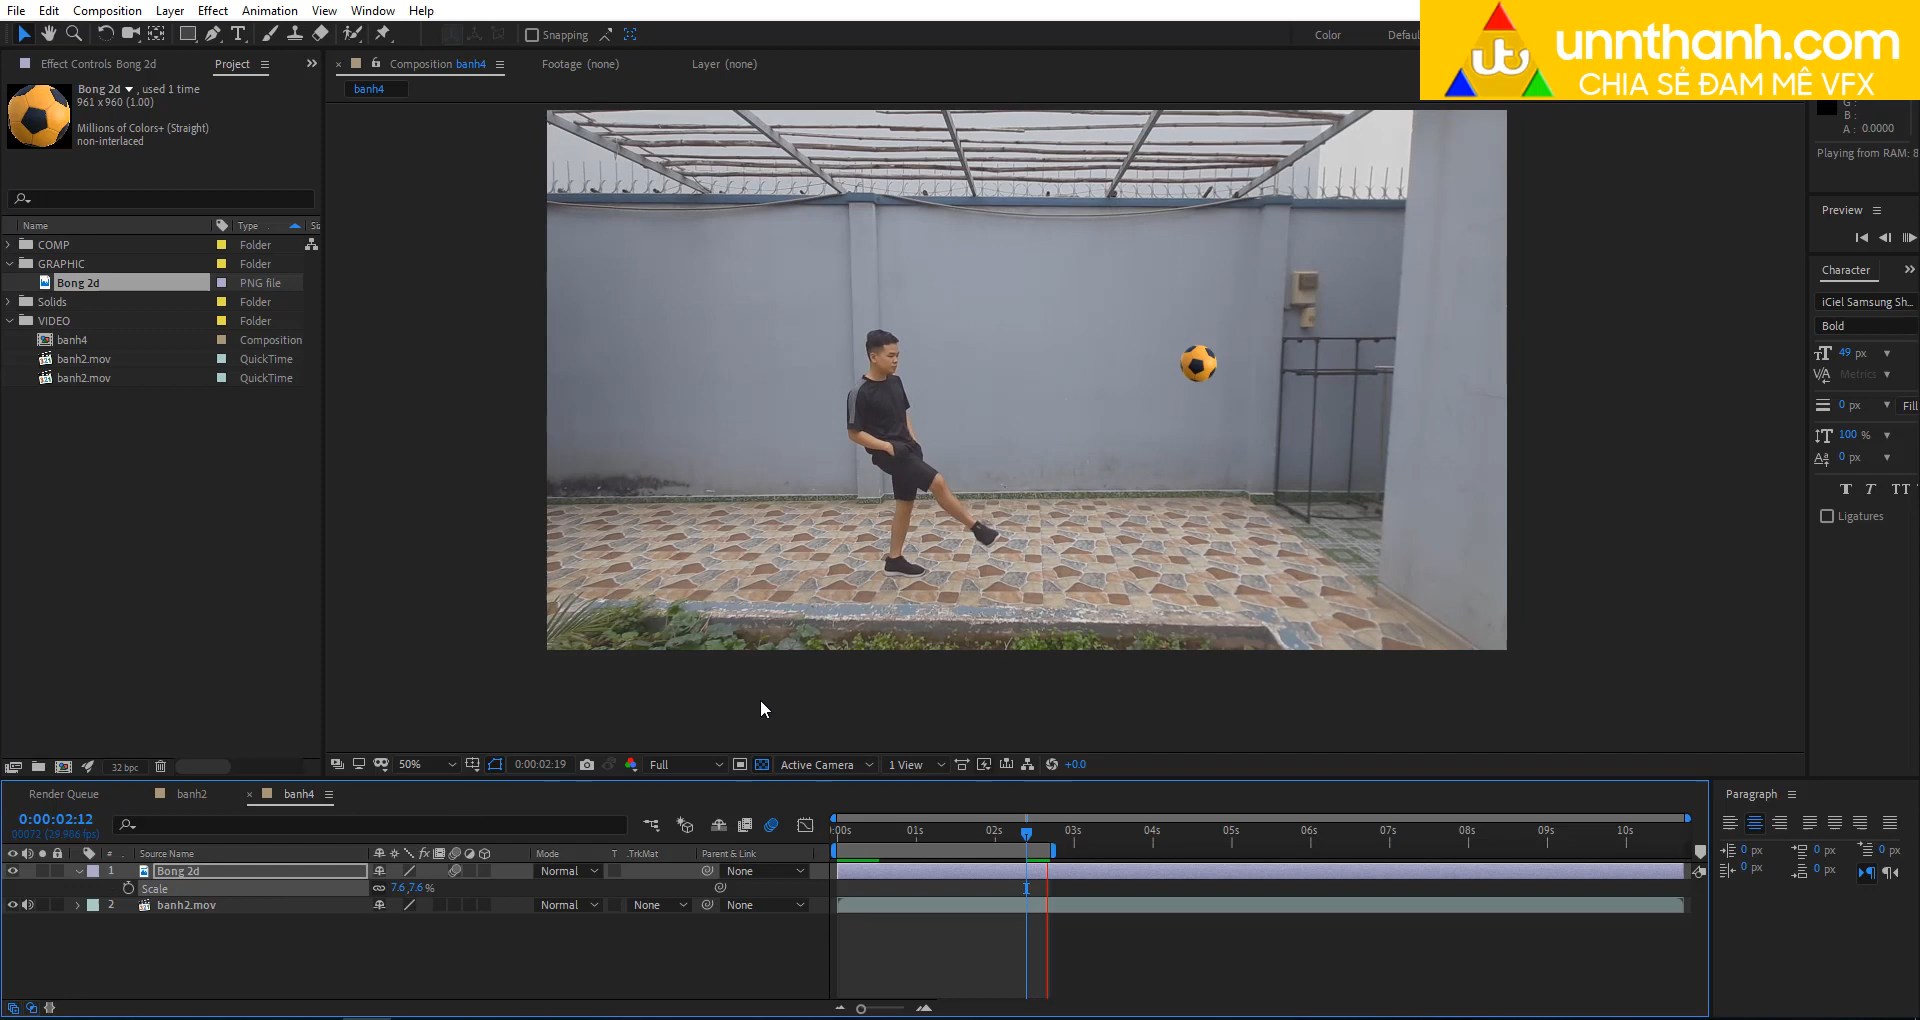 File Edit Composition Layer Effect Animation View Window Help
Snapping
Color
unnthanh.com
CHIA SẺ ĐAM MÊ VFX
Effect Controls Bong 2d
Project
Composition banh4
Footage (none)
Layer (none)
banh4
Bong 2d , used 1 time
961 x 960 (1.00)
Millions of Colors+ (Straight)
non-interlaced
G :
B :
A : 0.0000
Playing from RAM: 8
Name Type
COMP Folder
GRAPHIC Folder
Bong 2d PNG file
Solids Folder
VIDEO Folder
banh4 Composition
banh2.mov QuickTime
banh2.mov QuickTime
Preview
Character
iCiel Samsung Sh...
Bold
49 px
Metrics
0 px Fill
100 %
0 px
T T TT
Ligatures
32 bpc
50%
0:00:02:19
Full
Active Camera
1 View
+0.0
Render Queue
banh2
banh4
0:00:02:12
00072 (29.986 fps)
:00s 01s 02s 03s 04s 05s 06s 07s 08s 09s 10s
# . Source Name fx Mode T .TrkMat Parent & Link
1 Bong 2d Normal None
Scale 7.6,7.6 %
2 banh2.mov Normal None None
Paragraph
0 px 0 px 0 px
0 px 0 px